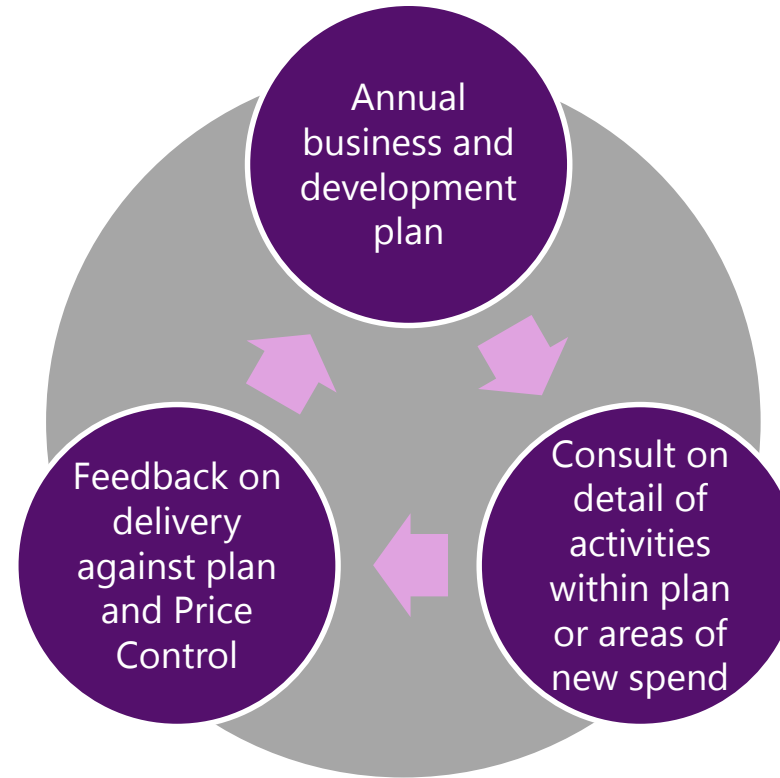 Annual
business and
development
plan
Consult on
detail of
activities
within plan
or areas of
new spend
Feedback on
delivery
against plan
and Price
Control